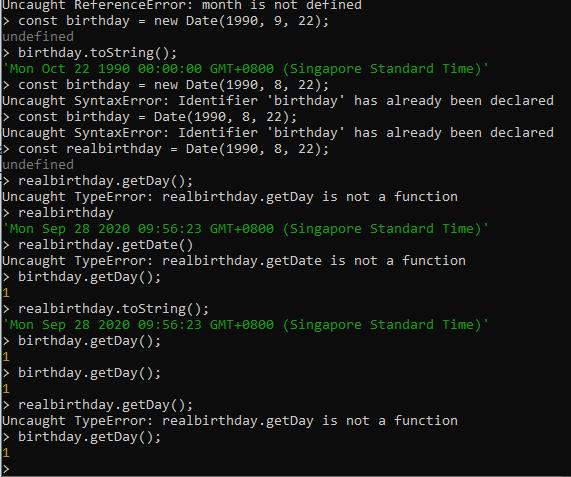 Uncaught ReferenceError: month is not defined
> const birthday = new Date(1990, 9, 22);
undefined
> birthday.toString();
'Mon Oct 22 1990 00:00:00 GMT+0800 (Singapore Standard Time)'
> const birthday = new Date(1990, 8, 22);
Uncaught SyntaxError: Identifier 'birthday' has already been declared
> const birthday = Date(1990, 8, 22);
Uncaught SyntaxError: Identifier 'birthday' has already been declared
> const realbirthday = Date(1990, 8, 22);
undefined
> realbirthday.getDay();
Uncaught TypeError: realbirthday.getDay is not a function
> realbirthday
'Mon Sep 28 2020 09:56:23 GMT+0800 (Singapore Standard Time)'
> realbirthday.getDate()
Uncaught TypeError: realbirthday.getDate is not a function
> birthday.getDay();
1
> realbirthday.toString();
'Mon Sep 28 2020 09:56:23 GMT+0800 (Singapore Standard Time)'
> birthday.getDay();
1
> birthday.getDay();
1
> realbirthday.getDay();
Uncaught TypeError: realbirthday.getDay is not a function
> birthday.getDay();
1
>